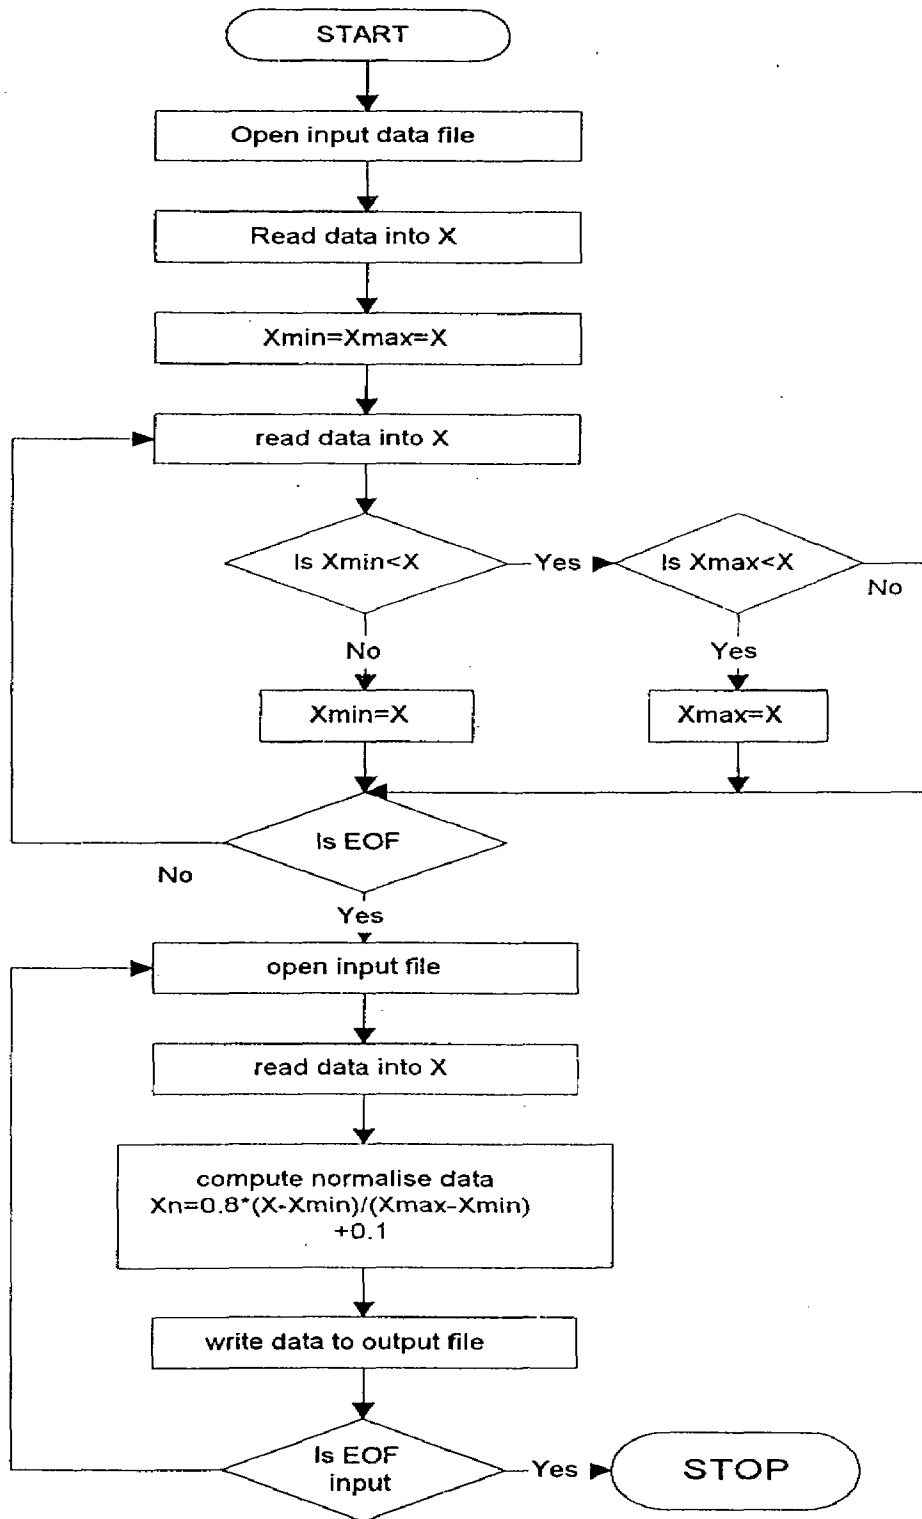 START
Open input data file
Read data into X
Xmin=Xmax=X
read data into X
Is Xmin<X
Yes
Is Xmax<X
No
No
Yes
Xmin=X
Xmax=X
Is EOF
No
Yes
open input file
read data into X
compute normalise data
Xn=0.8*(X-Xmin)/(Xmax-Xmin)
+0.1
write data to output file
Is EOF
input
Yes
STOP